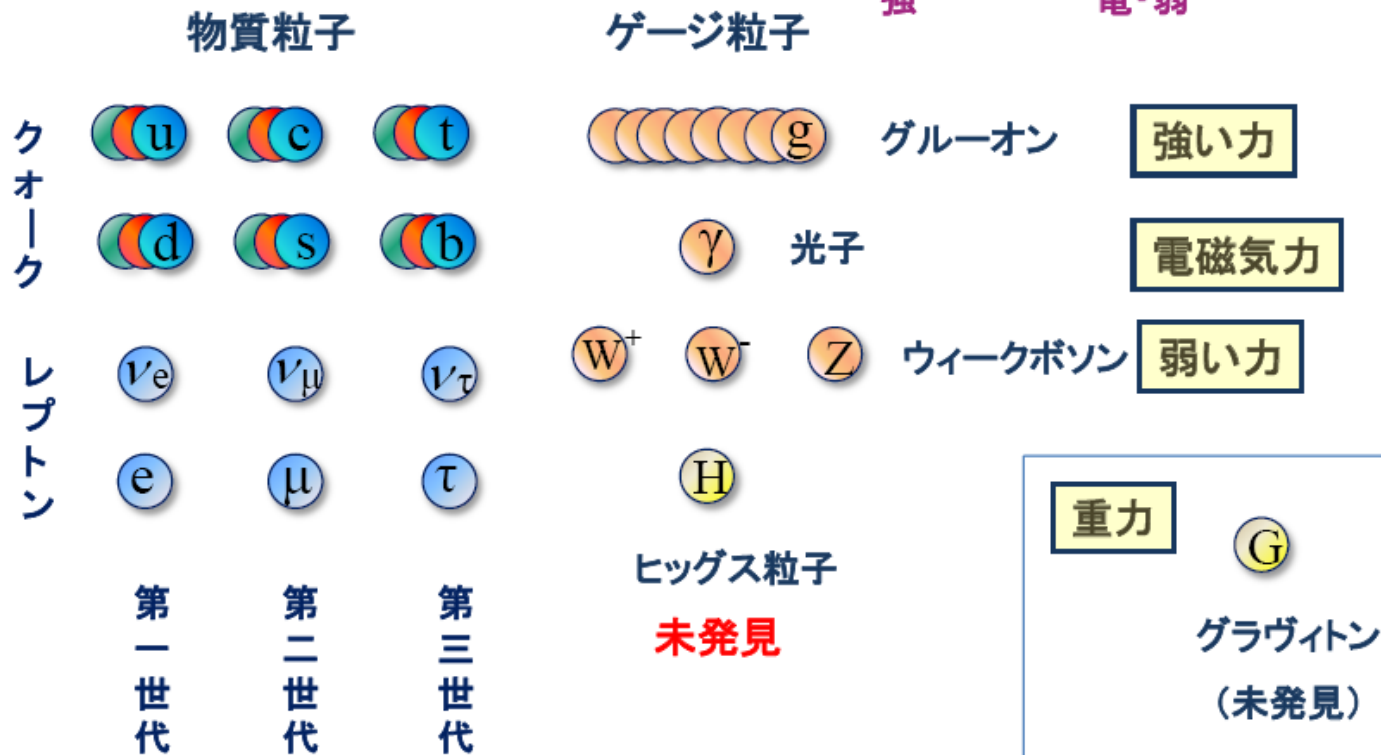 強 電・弱
物質粒子 ゲージ粒子
クォーク
u c t
g グルーオン 強い力
d s b
γ 光子 電磁気力
レプトン
νe νμ ντ
W+ W- Z ウィークボソン 弱い力
e μ τ
H
ヒッグス粒子
未発見
重力
G
グラヴィトン
(未発見)
第一世代 第二世代 第三世代